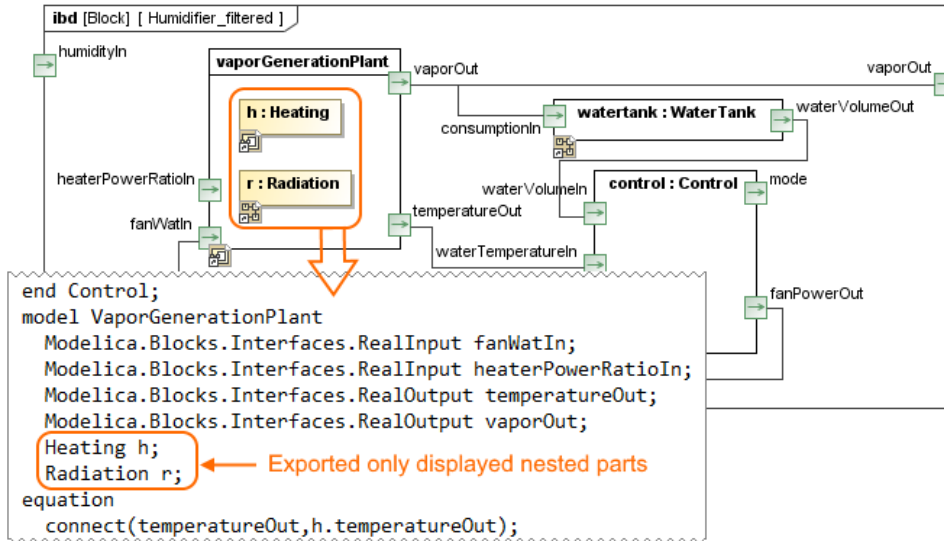 ibd [Block] [ Humidifier_filtered ]
humidityIn
vaporGenerationPlant
vaporOut
vaporOut
h : Heating
consumptionIn
watertank : WaterTank
waterVolumeOut
heaterPowerRatioIn
r : Radiation
waterVolumeIn
control : Control
mode
fanWatIn
temperatureOut
waterTemperatureIn
fanPowerOut
end Control;
model VaporGenerationPlant
Modelica.Blocks.Interfaces.RealInput fanWatIn;
Modelica.Blocks.Interfaces.RealInput heaterPowerRatioIn;
Modelica.Blocks.Interfaces.RealOutput temperatureOut;
Modelica.Blocks.Interfaces.RealOutput vaporOut;
Heating h;
Radiation r;
Exported only displayed nested parts
equation
connect(temperatureOut,h.temperatureOut);